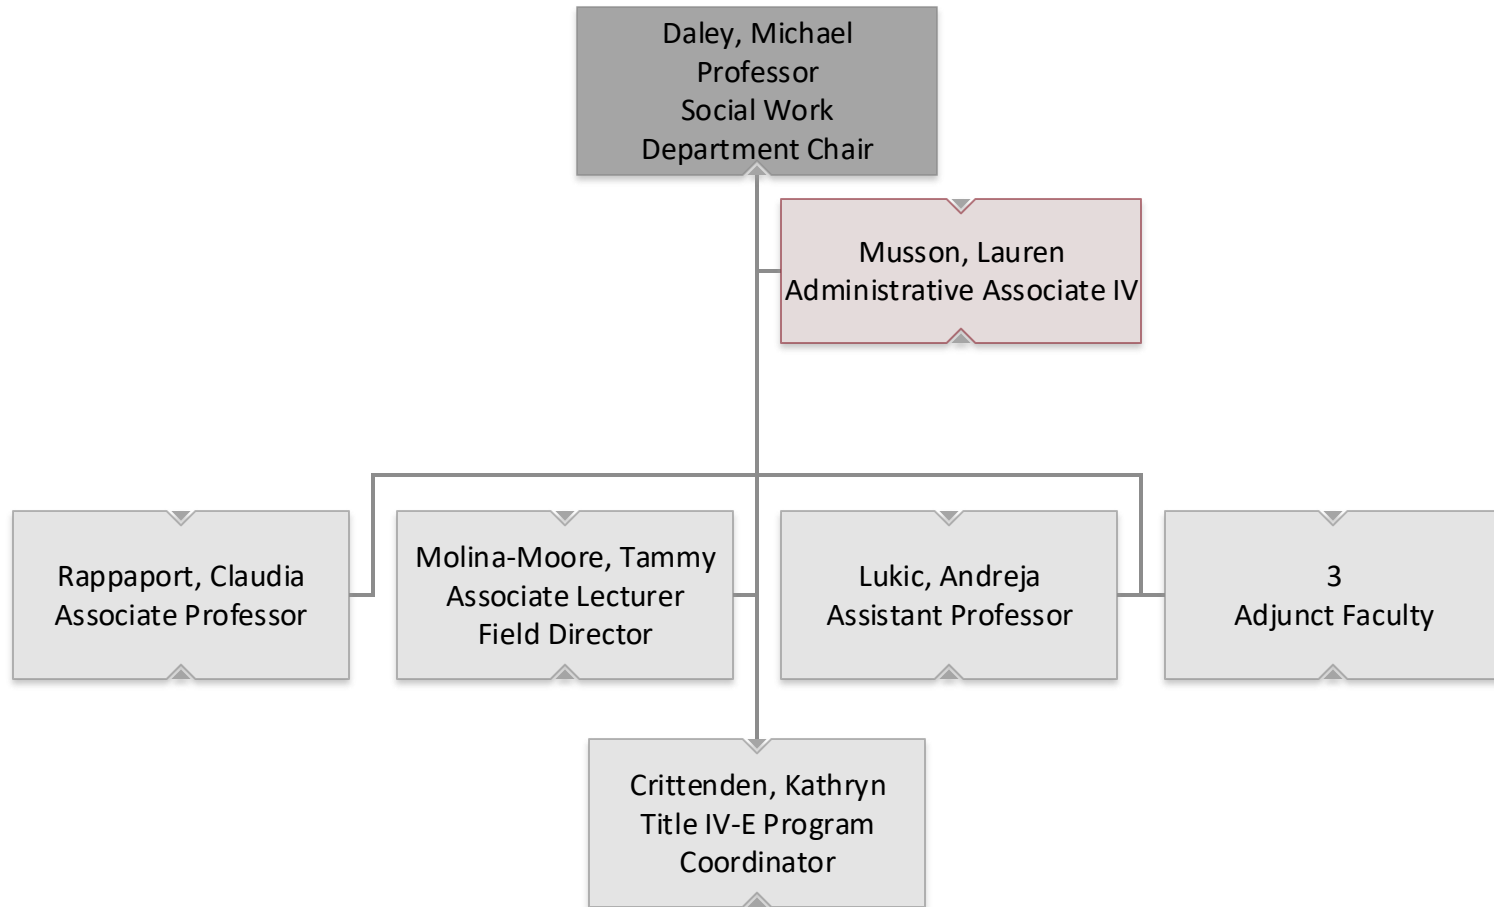 Daley, Michael
Professor
Social Work
Department Chair
Musson, Lauren
Administrative Associate IV
Rappaport, Claudia
Associate Professor
Molina-Moore, Tammy
Associate Lecturer
Field Director
Lukic, Andreja
Assistant Professor
3
Adjunct Faculty
Crittenden, Kathryn
Title IV-E Program
Coordinator